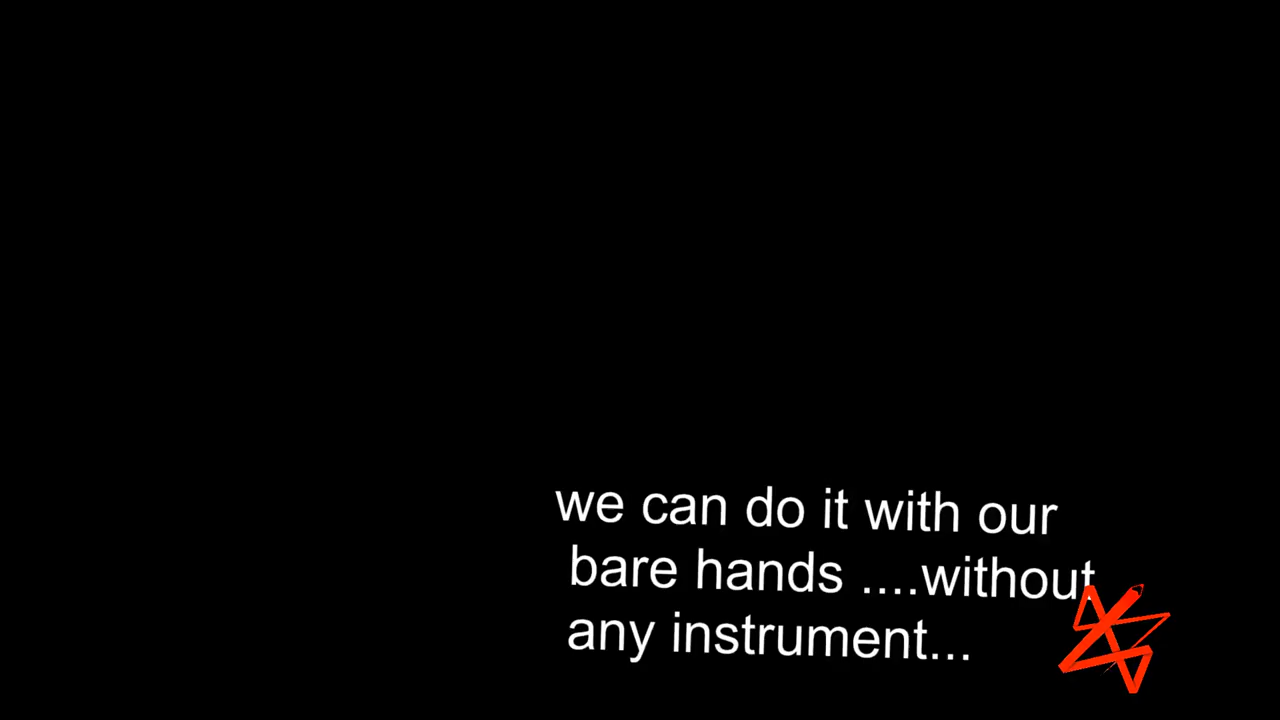 we can do it with our
bare hands ....without
any instrument...